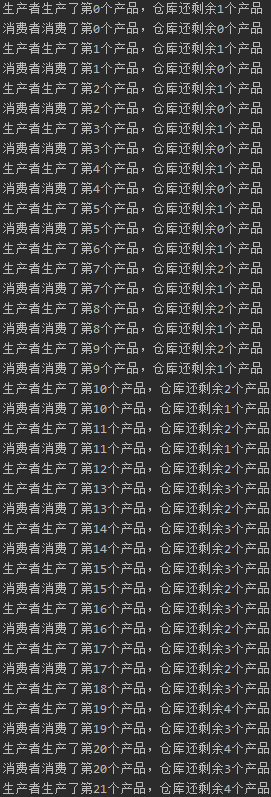 生产者生产了第0个产品，仓库还剩余1个产品
消费者消费了第0个产品，仓库还剩余0个产品
生产者生产了第1个产品，仓库还剩余1个产品
消费者消费了第1个产品，仓库还剩余0个产品
生产者生产了第2个产品，仓库还剩余1个产品
消费者消费了第2个产品，仓库还剩余0个产品
生产者生产了第3个产品，仓库还剩余1个产品
消费者消费了第3个产品，仓库还剩余0个产品
生产者生产了第4个产品，仓库还剩余1个产品
消费者消费了第4个产品，仓库还剩余0个产品
生产者生产了第5个产品，仓库还剩余1个产品
消费者消费了第5个产品，仓库还剩余0个产品
生产者生产了第6个产品，仓库还剩余1个产品
生产者生产了第7个产品，仓库还剩余2个产品
消费者消费了第7个产品，仓库还剩余1个产品
生产者生产了第8个产品，仓库还剩余2个产品
消费者消费了第8个产品，仓库还剩余1个产品
生产者生产了第9个产品，仓库还剩余2个产品
消费者消费了第9个产品，仓库还剩余1个产品
生产者生产了第10个产品，仓库还剩余2个产品
消费者消费了第10个产品，仓库还剩余1个产品
生产者生产了第11个产品，仓库还剩余2个产品
消费者消费了第11个产品，仓库还剩余1个产品
生产者生产了第12个产品，仓库还剩余2个产品
生产者生产了第13个产品，仓库还剩余3个产品
消费者消费了第13个产品，仓库还剩余2个产品
生产者生产了第14个产品，仓库还剩余3个产品
消费者消费了第14个产品，仓库还剩余2个产品
生产者生产了第15个产品，仓库还剩余3个产品
消费者消费了第15个产品，仓库还剩余2个产品
生产者生产了第16个产品，仓库还剩余3个产品
消费者消费了第16个产品，仓库还剩余2个产品
生产者生产了第17个产品，仓库还剩余3个产品
消费者消费了第17个产品，仓库还剩余2个产品
生产者生产了第18个产品，仓库还剩余3个产品
生产者生产了第19个产品，仓库还剩余4个产品
消费者消费了第19个产品，仓库还剩余3个产品
生产者生产了第20个产品，仓库还剩余4个产品
消费者消费了第20个产品，仓库还剩余3个产品
生产者生产了第21个产品，仓库还剩余4个产品